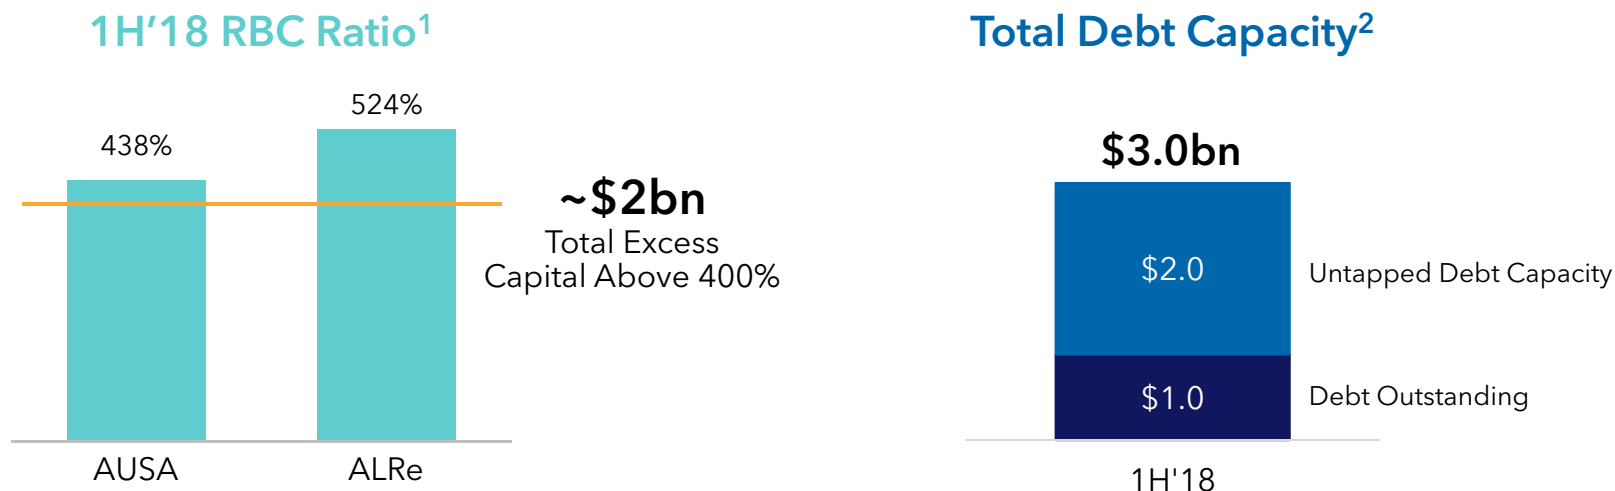 1H’18 RBC Ratio1
438%
524%
~$2bn
Total Excess
Capital Above 400%
AUSA
ALRe
Total Debt Capacity2
$3.0bn
$2.0
Untapped Debt Capacity
$1.0
Debt Outstanding
1H'18